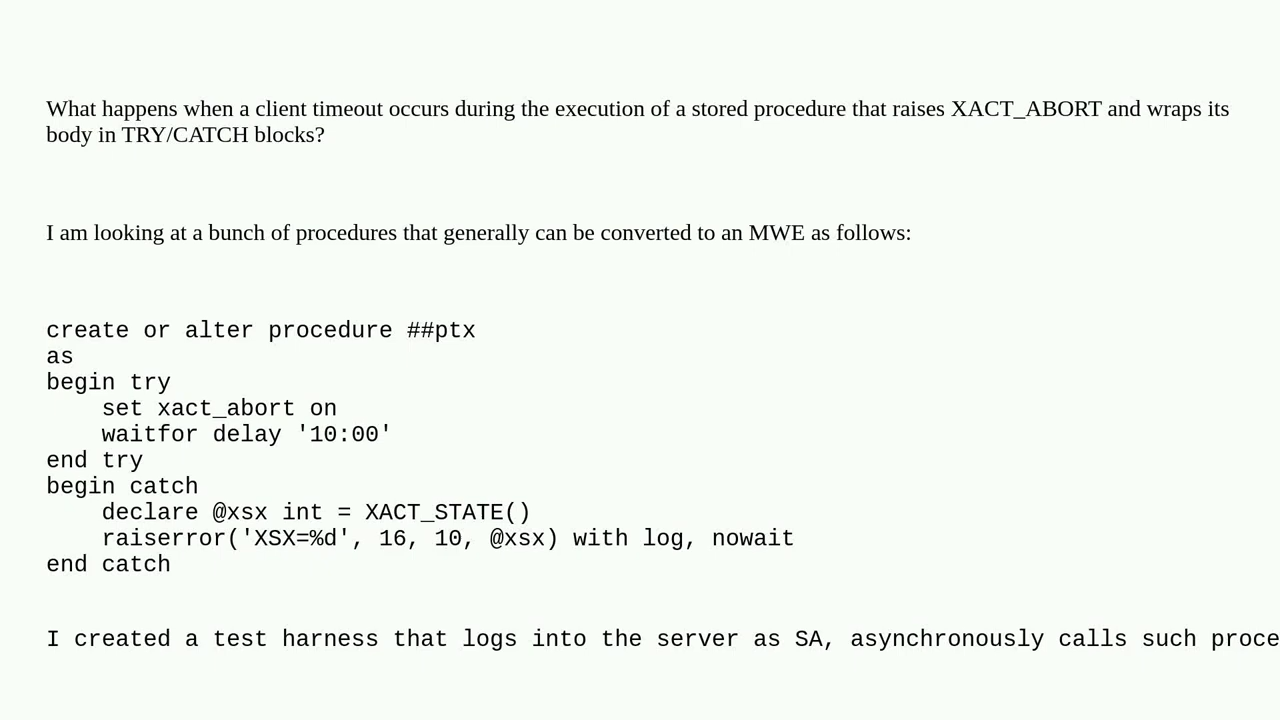 What happens when a client timeout occurs during the execution of a stored procedure that raises XACT_ABORT and wraps its
body in TRY/CATCH blocks?
I am looking at a bunch of procedures that generally can be converted to an MWE as follows:
create or alter procedure ##ptx
as
begin try
    set xact_abort on
    waitfor delay '10:00'
end try
begin catch
    declare @xsx int = XACT_STATE()
    raiserror('XSX=%d', 16, 10, @xsx) with log, nowait
end catch
I created a test harness that logs into the server as SA, asynchronously calls such proce